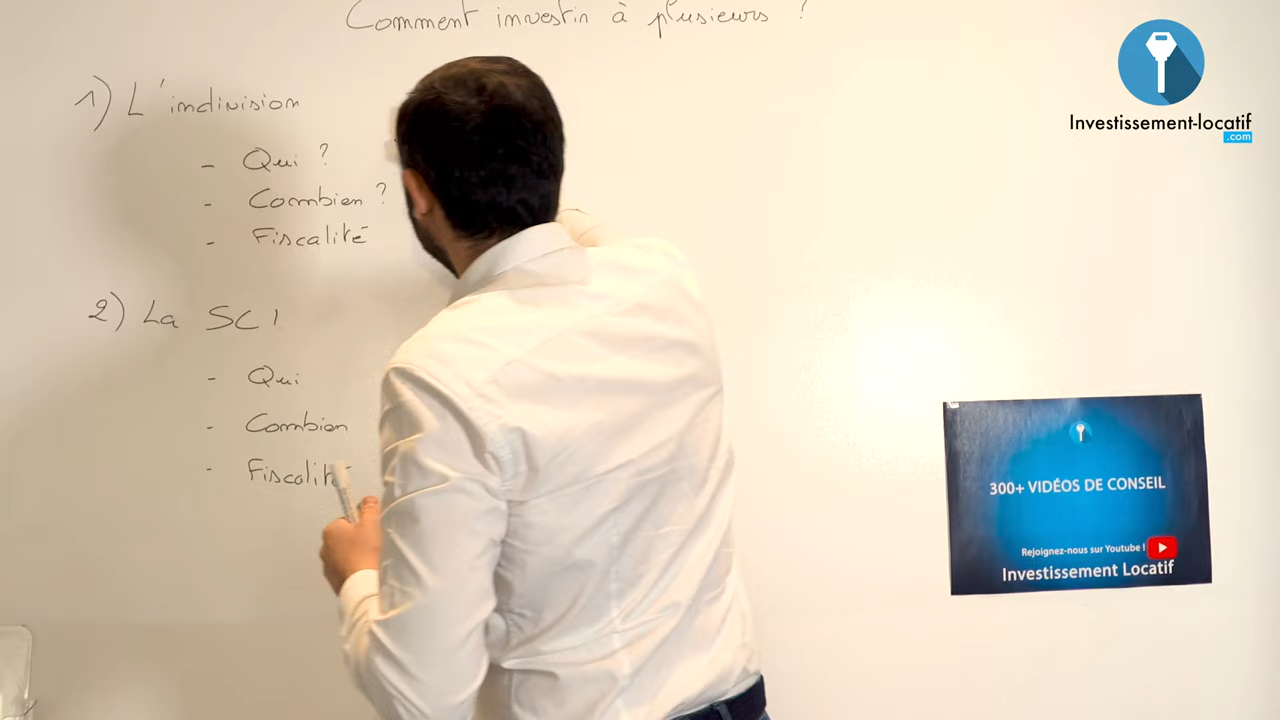 Comment investir à plusieurs ?
1) L'indivision
- Qui ?
- Combien ?
- Fiscalité
2) La SCI
- Qui
- Combien
- Fiscalité
Investissement-locatif
.com
300+ VIDÉOS DE CONSEIL
Rejoignez-nous sur Youtube !
Investissement Locatif